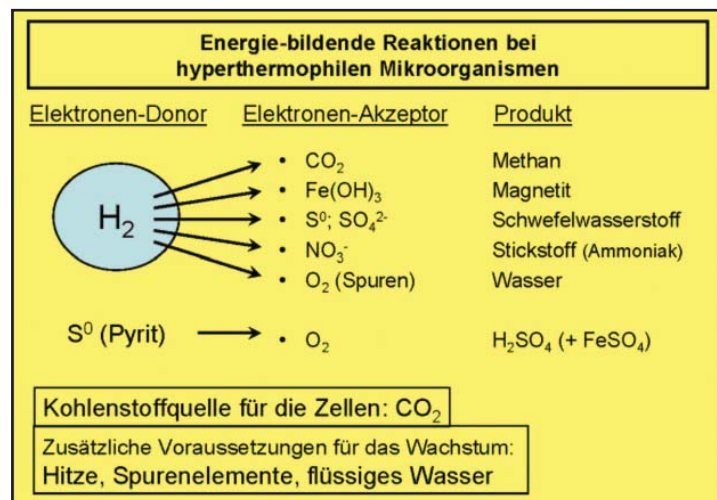 Energie-bildende Reaktionen bei
hyperthermophilen Mikroorganismen
Elektronen-Donor Elektronen-Akzeptor Produkt
• CO₂ Methan
• Fe(OH)₃ Magnetit
H₂ • S⁰; SO₄²⁻ Schwefelwasserstoff
• NO₃⁻ Stickstoff (Ammoniak)
• O₂ (Spuren) Wasser
S⁰ (Pyrit) • O₂ H₂SO₄ (+ FeSO₄)
Kohlenstoffquelle für die Zellen: CO₂
Zusätzliche Voraussetzungen für das Wachstum:
Hitze, Spurenelemente, flüssiges Wasser